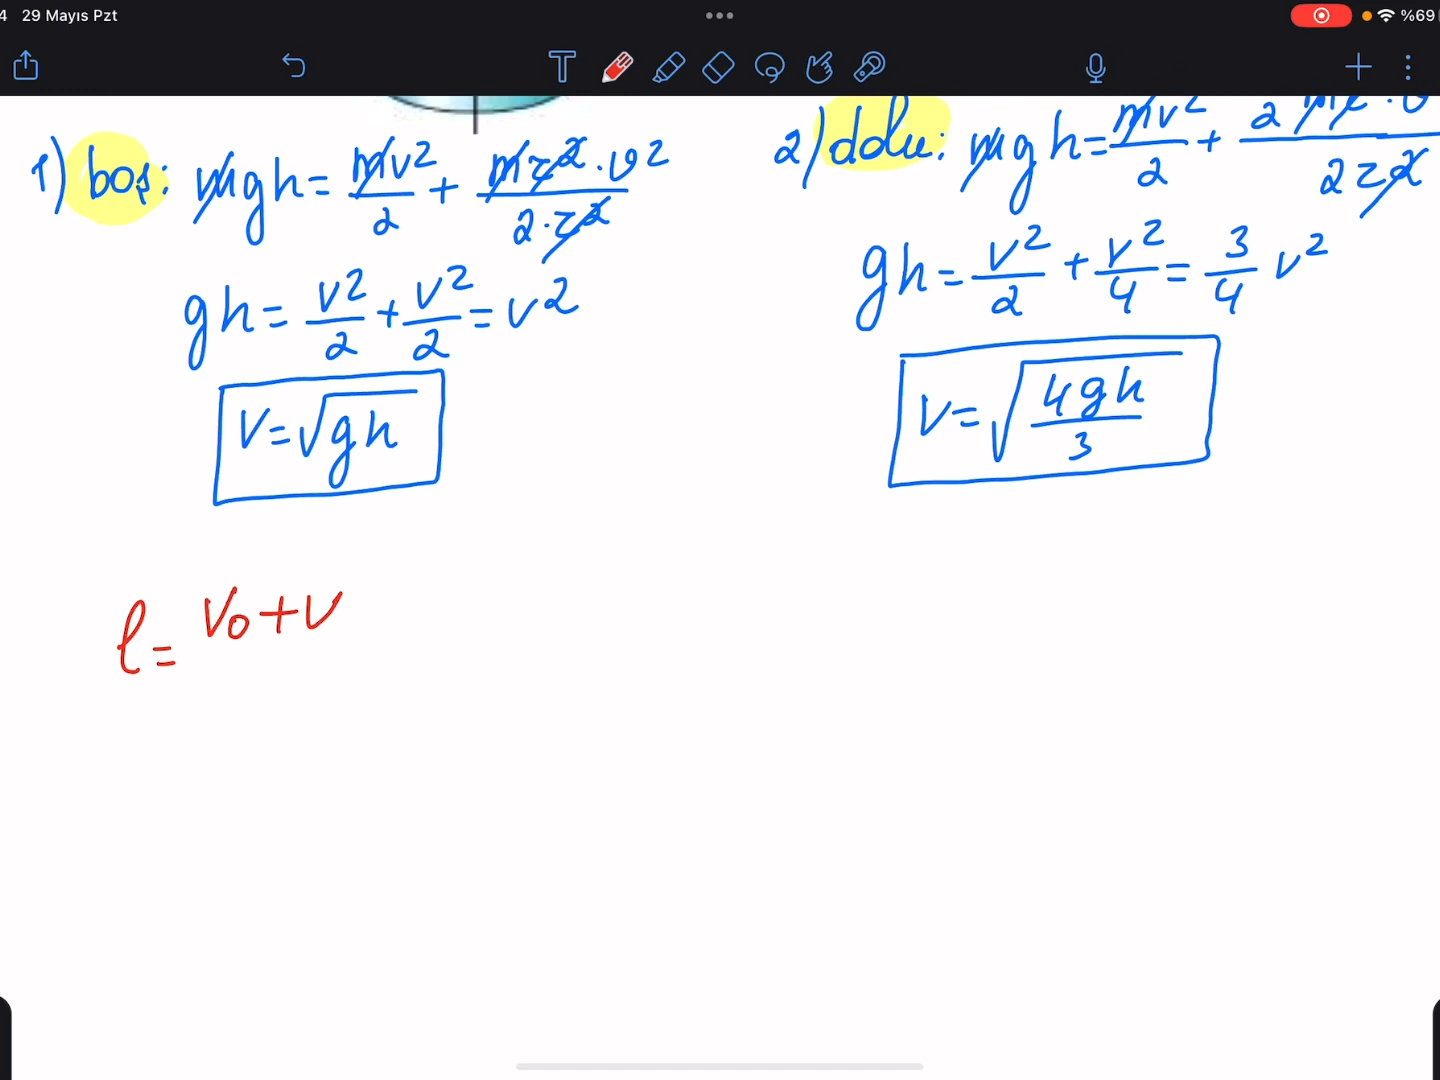 4 29 Mayıs Pzt
%69
1) boş: mgh = mv²/2 + mr²·v²/2·r²
gh = v²/2 + v²/2 = v²
v = √gh
2) dolu: mgh = mv²/2 +
gh = v²/2 + v²/4 = 3/4 v²
v = √4gh/3
l = v₀ + v